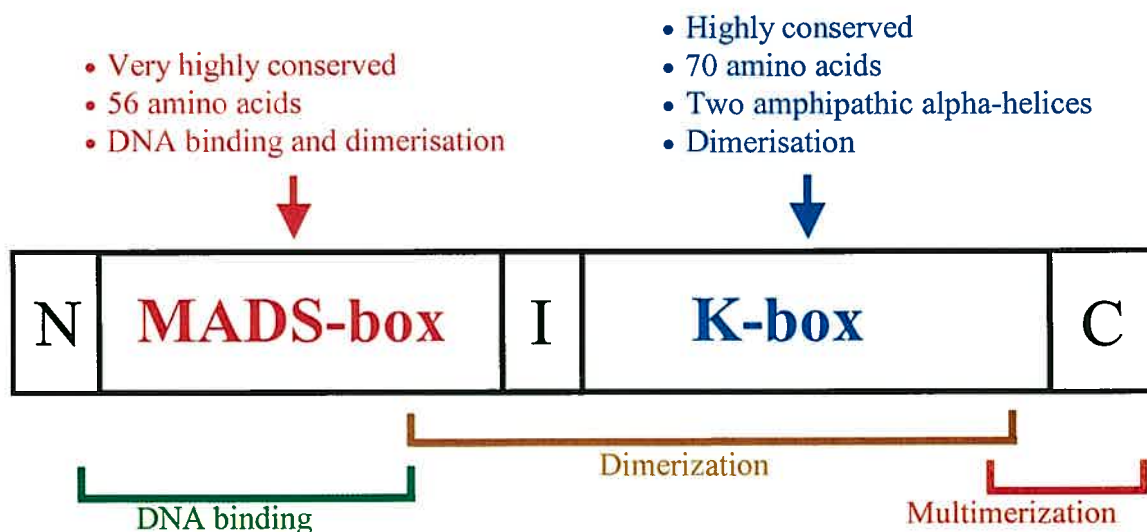 • Very highly conserved
• 56 amino acids
• DNA binding and dimerisation
• Highly conserved
• 70 amino acids
• Two amphipathic alpha-helices
• Dimerisation
N MADS-box I K-box C
Dimerization
DNA binding
Multimerization